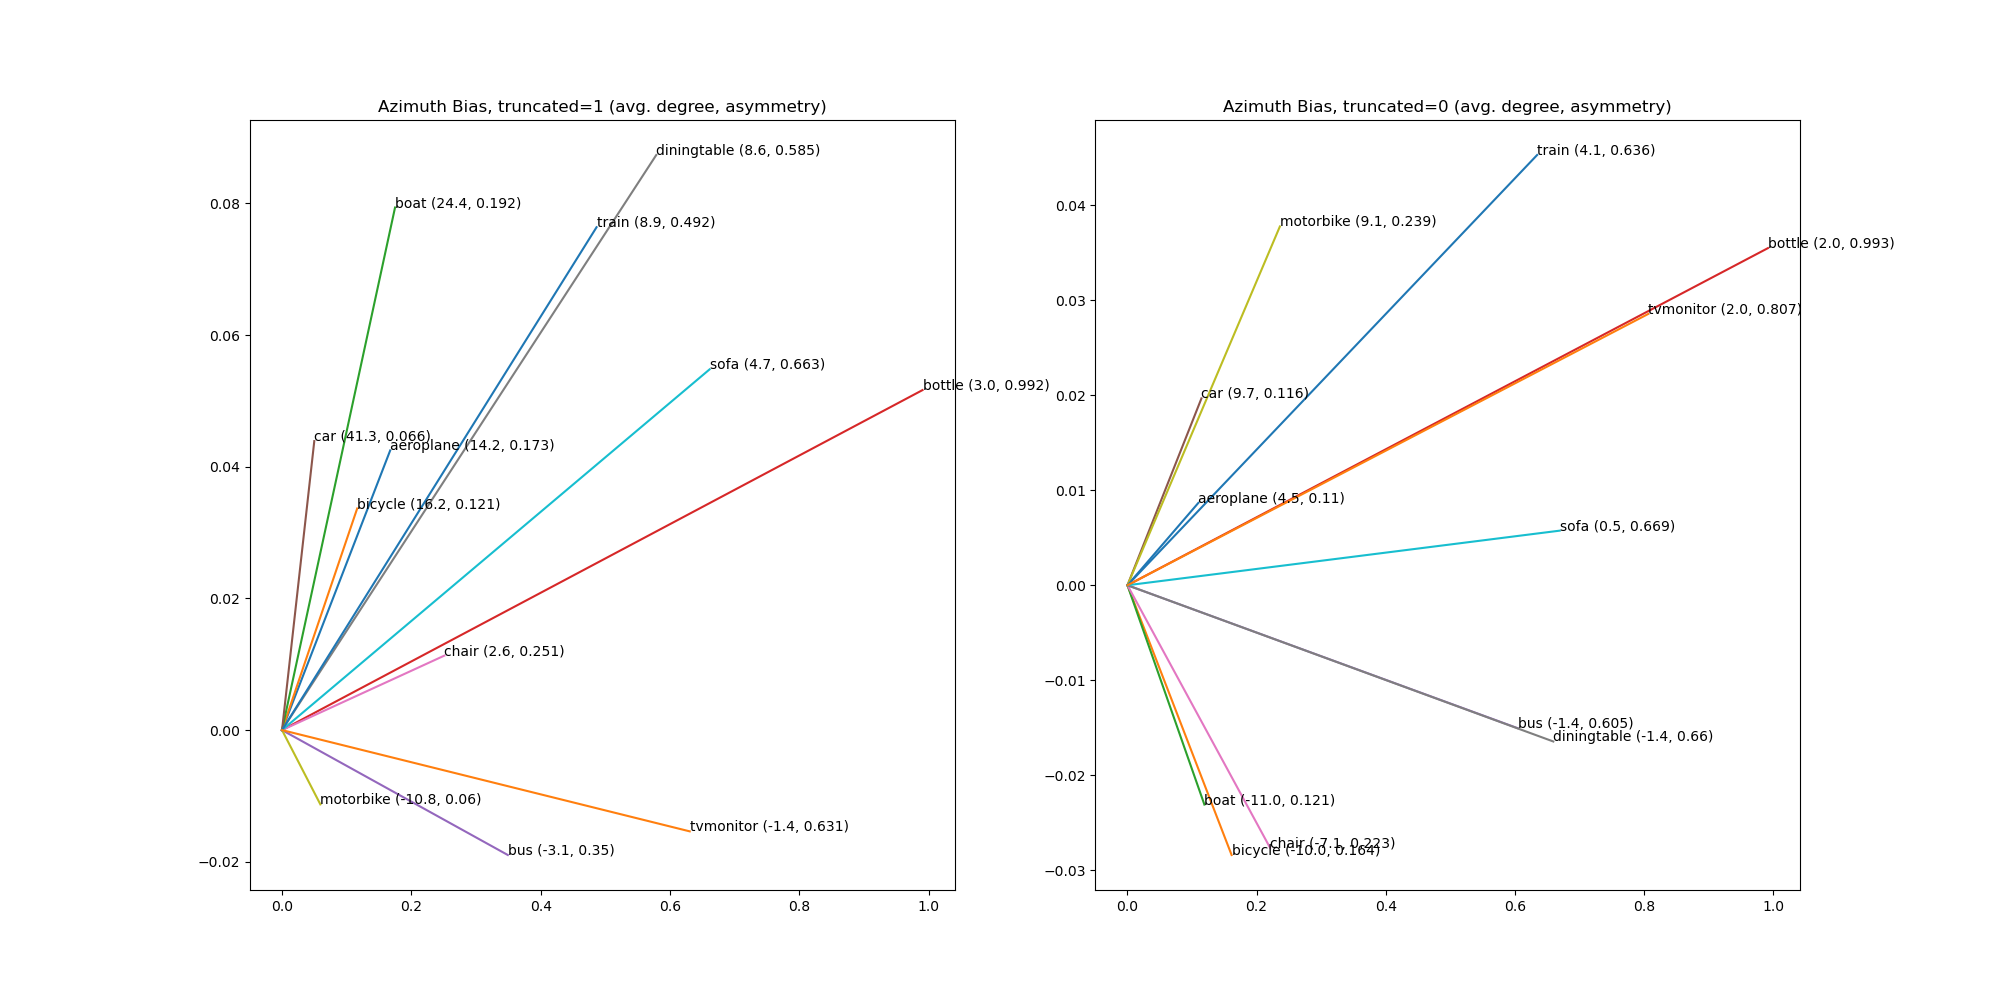 Azimuth Bias, truncated=1 (avg. degree, asymmetry)
diningtable (8.6, 0.585)
boat (24.4, 0.192)
train (8.9, 0.492)
sofa (4.7, 0.663)
bottle (3.0, 0.992)
car (41.3, 0.066)
aeroplane (14.2, 0.173)
bicycle (16.2, 0.121)
chair (2.6, 0.251)
motorbike (-10.8, 0.06)
tvmonitor (-1.4, 0.631)
bus (-3.1, 0.35)
0.08
0.06
0.04
0.02
0.00
−0.02
0.0 0.2 0.4 0.6 0.8 1.0
Azimuth Bias, truncated=0 (avg. degree, asymmetry)
train (4.1, 0.636)
motorbike (9.1, 0.239)
bottle (2.0, 0.993)
tvmonitor (2.0, 0.807)
car (9.7, 0.116)
aeroplane (4.5, 0.11)
sofa (0.5, 0.669)
bus (-1.4, 0.605)
diningtable (-1.4, 0.66)
boat (-11.0, 0.121)
chair (-7.1, 0.223)
bicycle (-10.0, 0.164)
0.04
0.03
0.02
0.01
0.00
−0.01
−0.02
−0.03
0.0 0.2 0.4 0.6 0.8 1.0